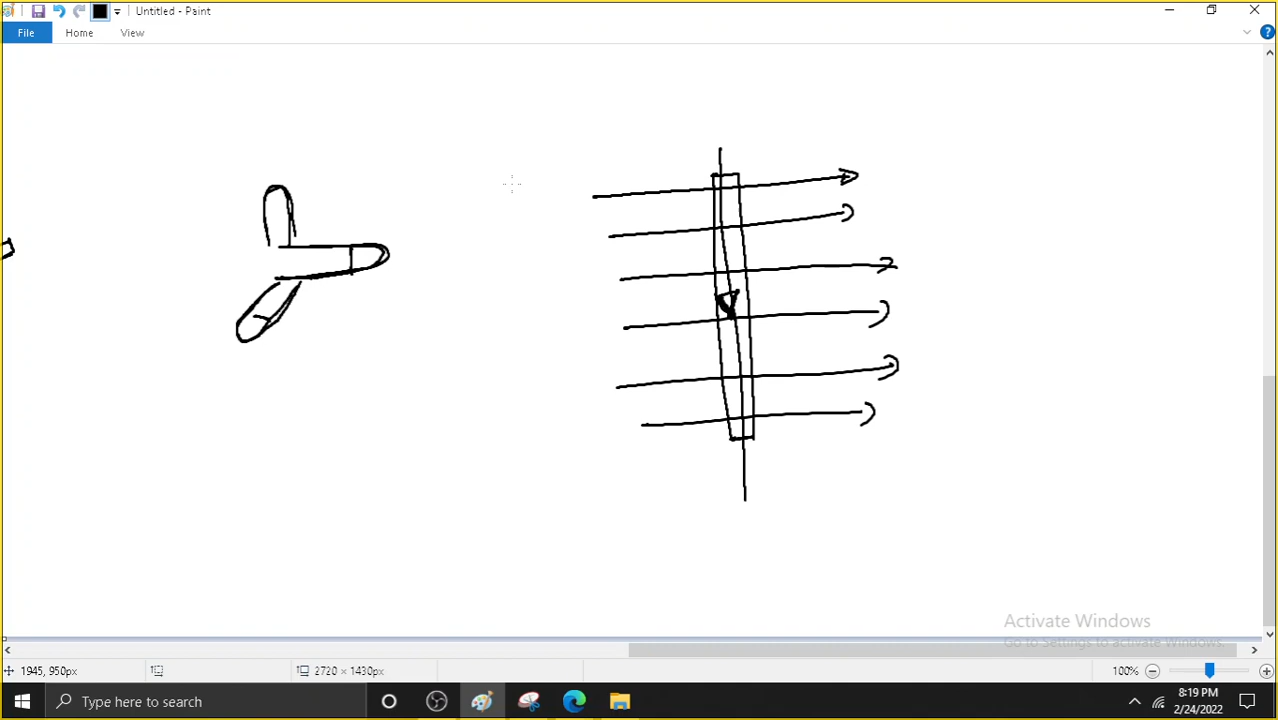 Untitled - Paint
File Home View
Activate Windows
Go to Settings to activate Windows.
1945, 950px 2720 × 1430px 100%
Type here to search 8:19 PM
2/24/2022